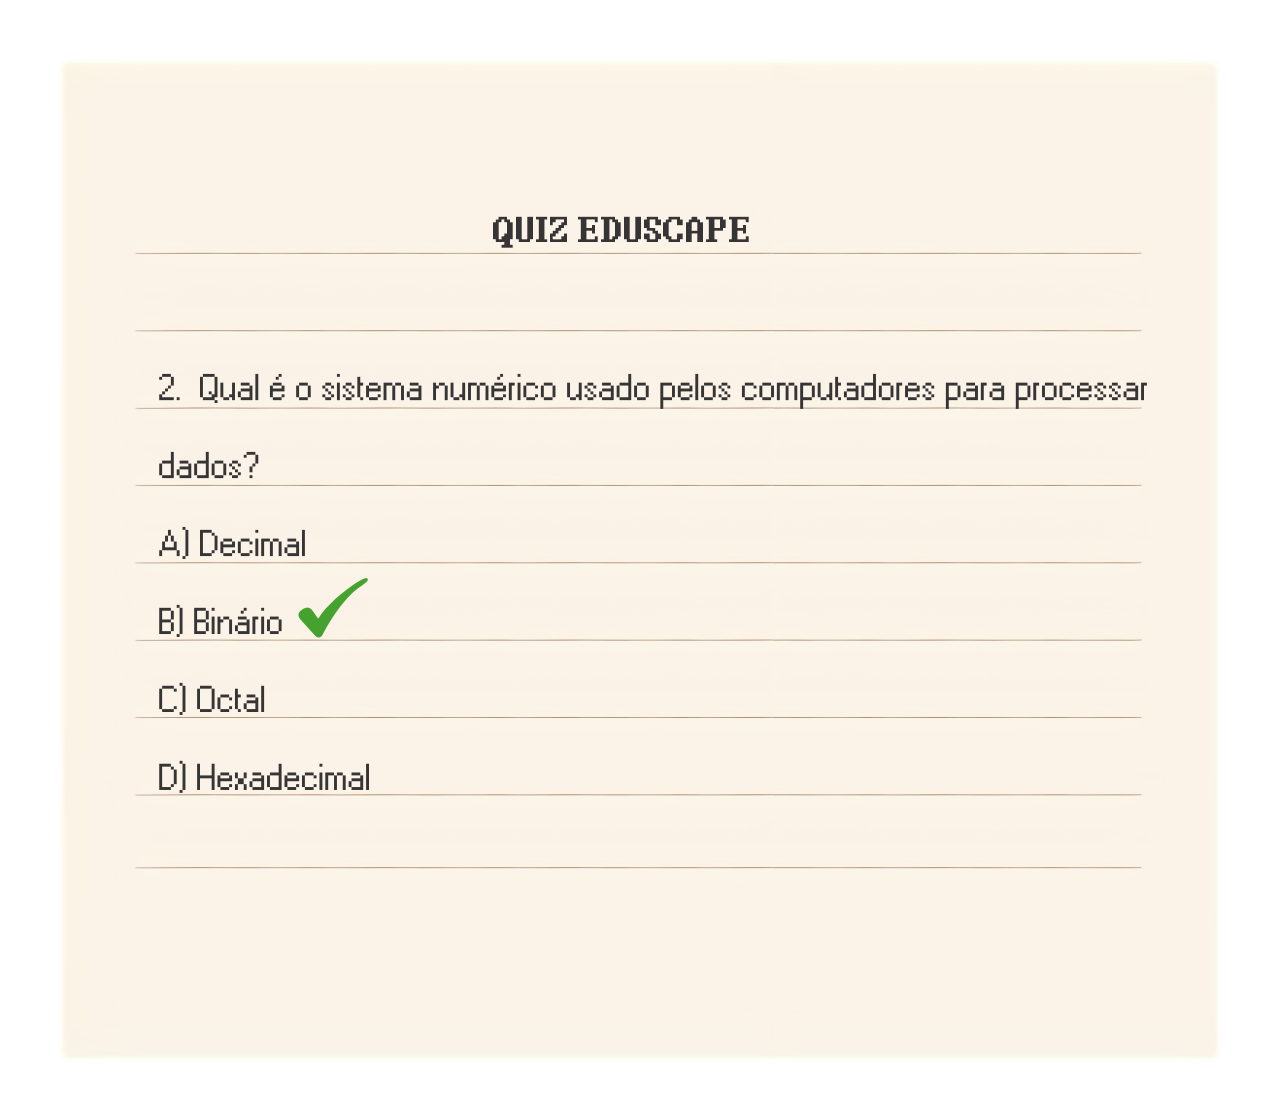 QUIZ EDUSCAPE
2. Qual é o sistema numérico usado pelos computadores para processar
dados?
A) Decimal
B) Binário
C) Octal
D) Hexadecimal